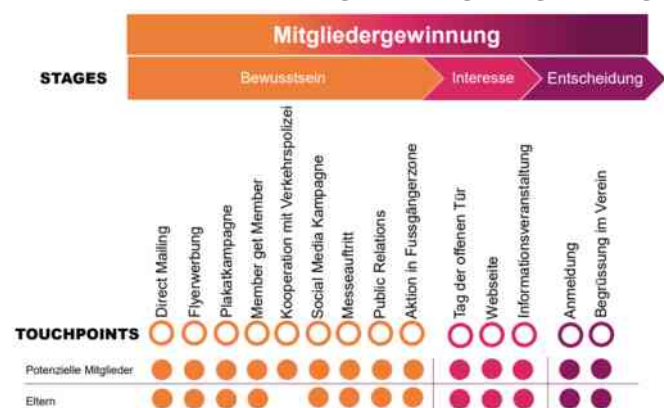 Mitgliedergewinnung
STAGES
Bewusstsein
Interesse
Entscheidung
Direct Mailing
Flyerwerbung
Plakatkampagne
Member get Member
Kooperation mit Verkehrspolizei
Social Media Kampagne
Messeauftritt
Public Relations
Aktion in Fussgängerzone
Tag der offenen Tür
Webseite
Informationsveranstaltung
Anmeldung
Begrüssung im Verein
TOUCHPOINTS
Potenzielle Mitglieder
Eltern